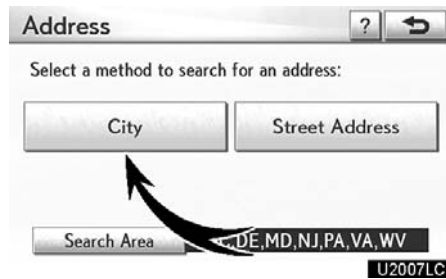 Address ?
Select a method to search for an address:
City Street Address
Search Area DE,MD,NJ,PA,VA,WV
U2007LC